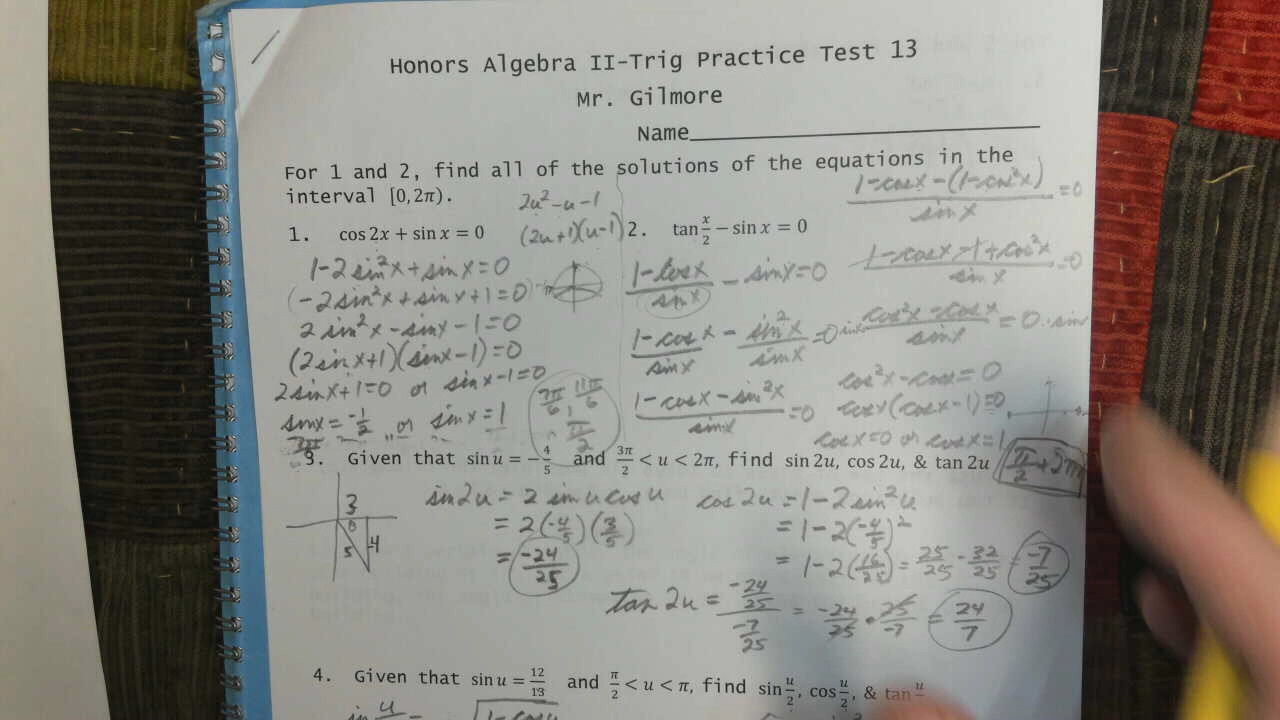 Honors Algebra II-Trig Practice Test 13
Mr. Gilmore
Name
For 1 and 2, find all of the solutions of the equations in the
interval [0,2π).
2u²-u-1
(2u+1)(u-1)
1. cos 2x + sin x = 0
1-2sin²x+sinx=0
(-2sin²x+sinx+1=0)
2sin²x-sinx-1=0
(2sinx+1)(sinx-1)=0
2sinx+1=0 or sinx-1=0
sinx=-1/2 or sinx=1
7π/6 11π/6
π/2
2. tan x/2 − sin x = 0
(1-cosx)/sinx - sinx=0
(1-cosx)/sinx - sin²x/sinx =0
(1-cosx-sin²x)/sinx =0
(1-cosx-(1-cos²x))/sinx =0
(1-cosx-1+cos²x)/sinx =0
sinx · (cos²x-cosx)/sinx = 0 · sin
cos²x-cosx=0
cosx(cosx-1)=0
cosx=0 or cosx=1
π/2
3. Given that sin u = −4/5 and 3π/2 < u < 2π, find sin 2u, cos 2u, & tan 2u
3
5
-4
sin2u = 2 sinu cosu
= 2(-4/5)(3/5)
= -24/25
cos2u = 1-2sin²u
= 1-2(-4/5)²
= 1-2(16/25) = 25/25 - 32/25 = -7/25
tan2u = (-24/25)/(-7/25) = -24/25 · 25/-7 = 24/7
4. Given that sin u = 12/13 and π/2 < u < π, find sin u/2, cos u/2, & tan u